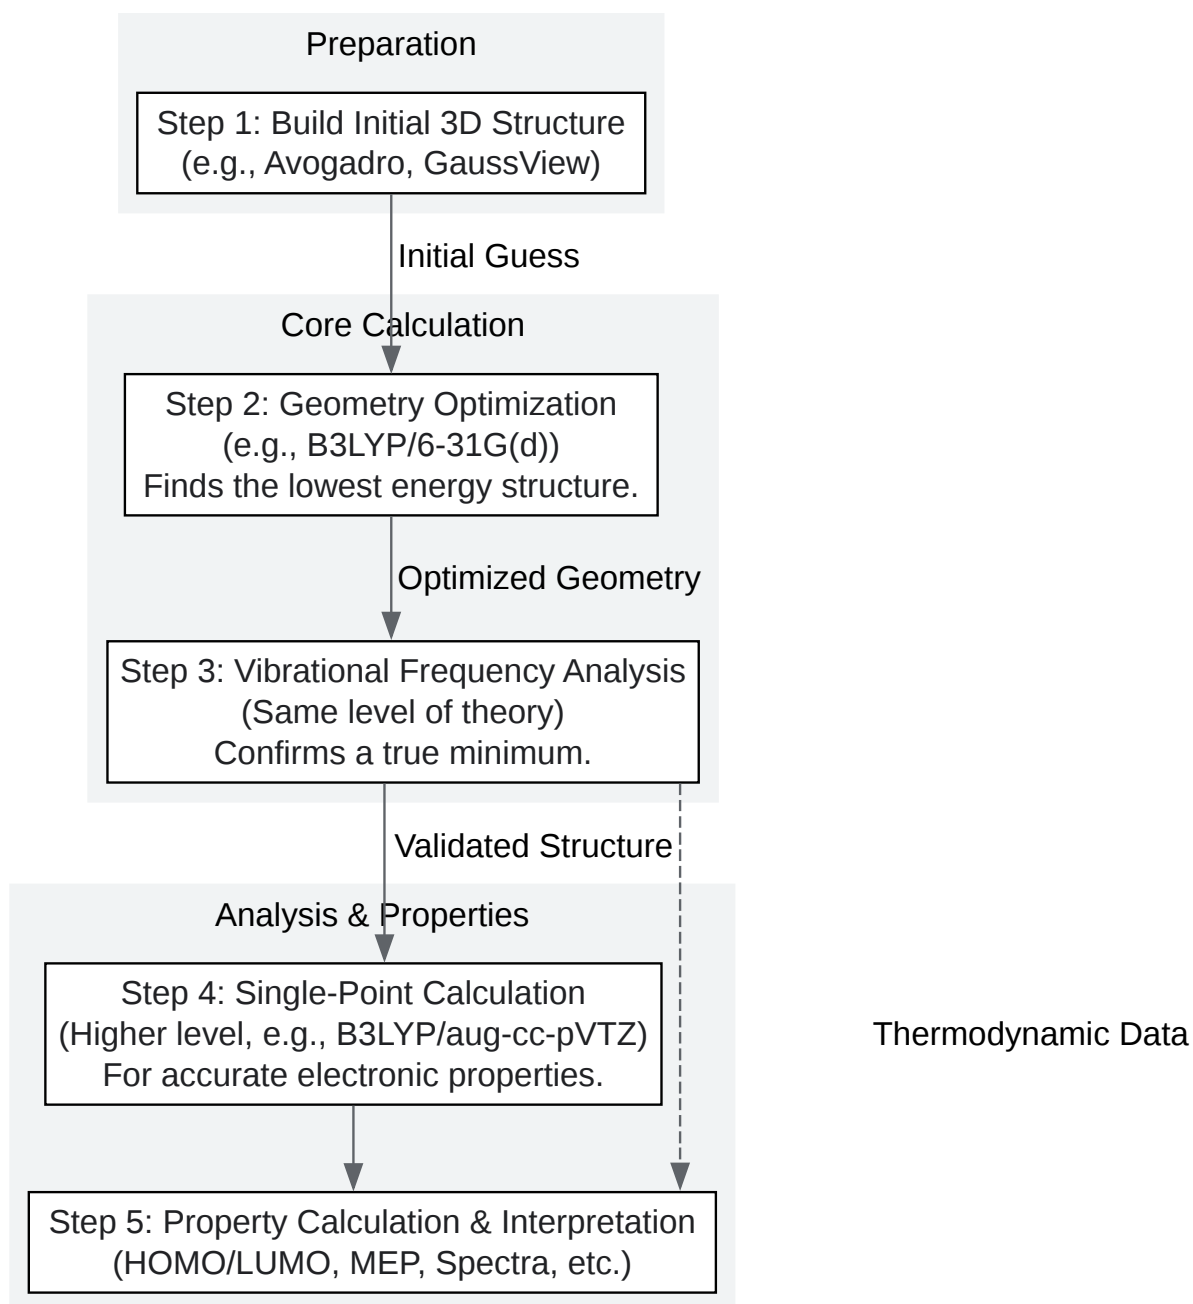 Preparation
Step 1: Build Initial 3D Structure
(e.g., Avogadro, GaussView)
Initial Guess
Core Calculation
Step 2: Geometry Optimization
(e.g., B3LYP/6-31G(d))
Finds the lowest energy structure.
Optimized Geometry
Step 3: Vibrational Frequency Analysis
(Same level of theory)
Confirms a true minimum.
Validated Structure
Analysis & Properties
Step 4: Single-Point Calculation
(Higher level, e.g., B3LYP/aug-cc-pVTZ)
For accurate electronic properties.
Thermodynamic Data
Step 5: Property Calculation & Interpretation
(HOMO/LUMO, MEP, Spectra, etc.)